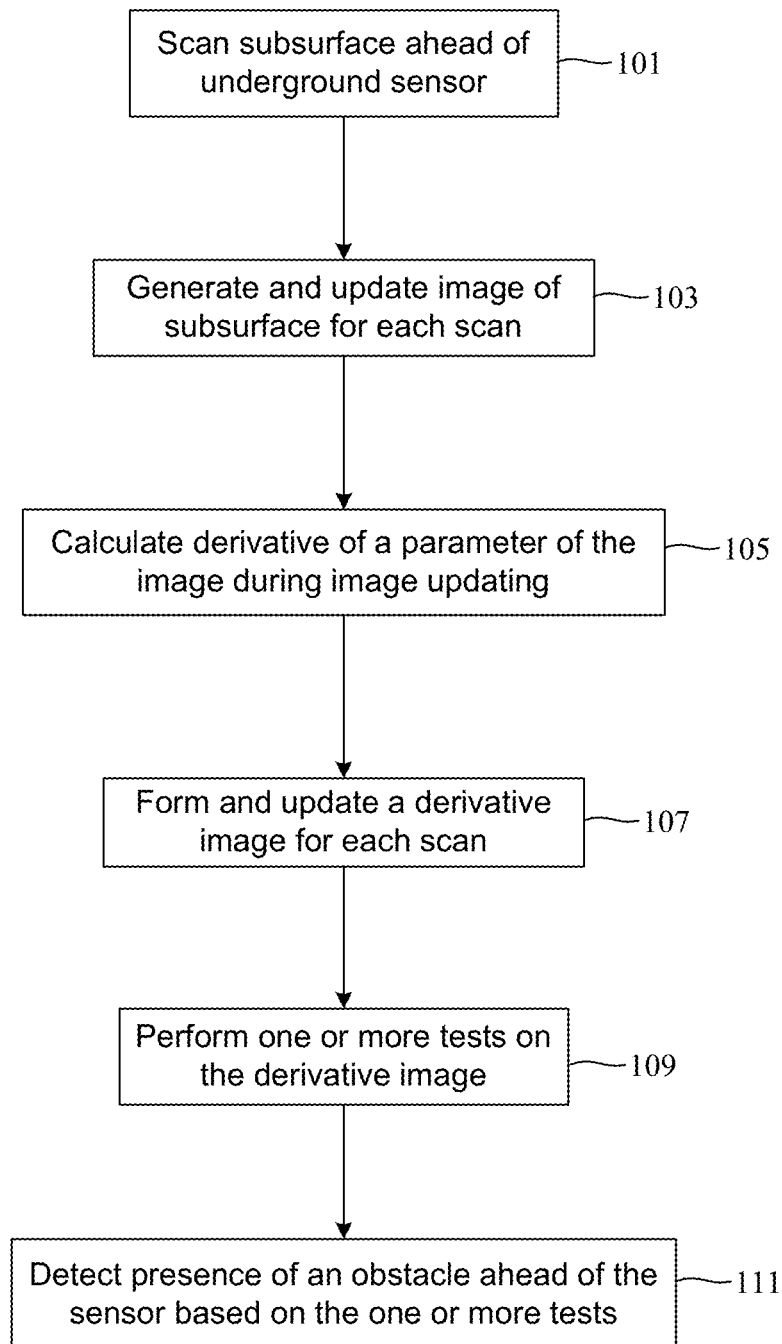 Scan subsurface ahead of
underground sensor
101
Generate and update image of
subsurface for each scan
103
Calculate derivative of a parameter of the
image during image updating
105
Form and update a derivative
image for each scan
107
Perform one or more tests on
the derivative image
109
Detect presence of an obstacle ahead of the
sensor based on the one or more tests
111